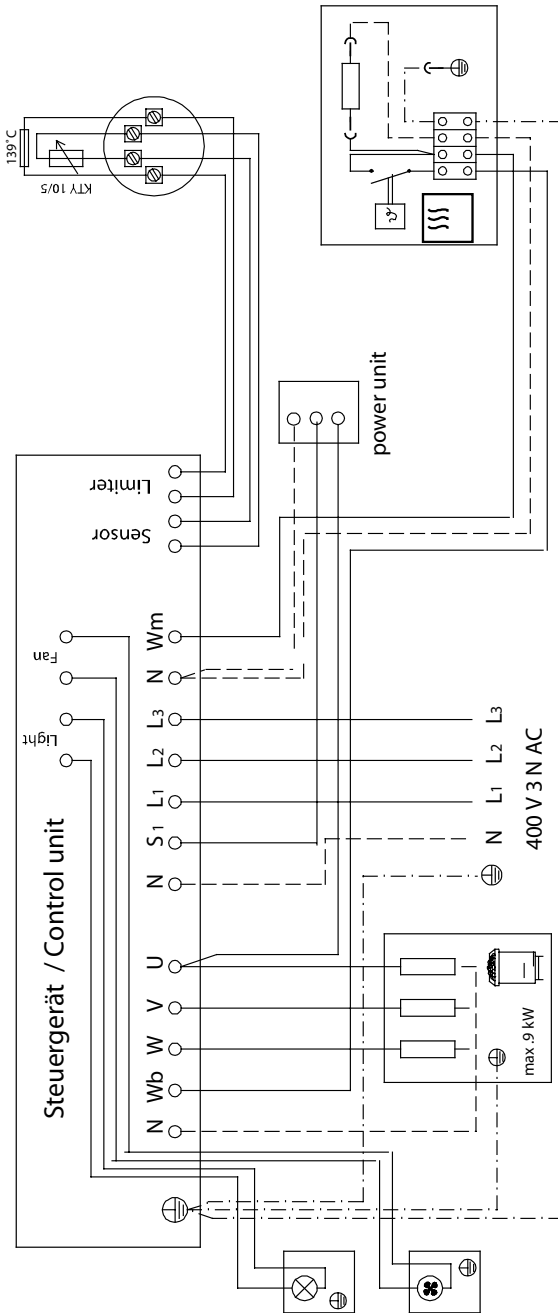 139°C
KTY 10/5
Limiter
Sensor
Fan
Light
Steuergerät / Control unit
N
Wb
W
V
U
N
S1
L1
L2
L3
N
Wm
power unit
ϑ
max .9 kW
N
L1
L2
L3
400 V 3 N AC